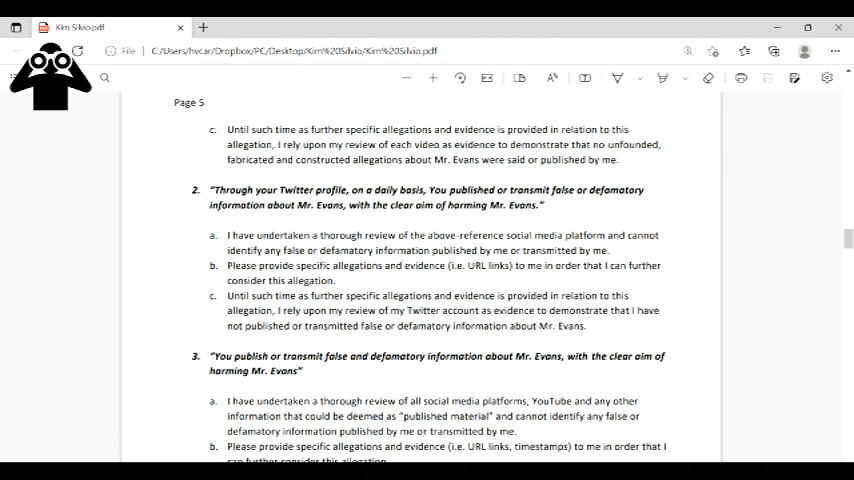 Kim Silvio.pdf
File C:/Users/hvcar/Dropbox/PC/Desktop/Kim%20Silvio/Kim%20Silvio.pdf
Page 5
c. Until such time as further specific allegations and evidence is provided in relation to this
allegation, I rely upon my review of each video as evidence to demonstrate that no unfounded,
fabricated and constructed allegations about Mr. Evans were said or published by me.
2. “Through your Twitter profile, on a daily basis, You published or transmit false or defamatory
information about Mr. Evans, with the clear aim of harming Mr. Evans.”
a. I have undertaken a thorough review of the above-reference social media platform and cannot
identify any false or defamatory information published by me or transmitted by me.
b. Please provide specific allegations and evidence (i.e. URL links) to me in order that I can further
consider this allegation.
c. Until such time as further specific allegations and evidence is provided in relation to this
allegation, I rely upon my review of my Twitter account as evidence to demonstrate that I have
not published or transmitted false or defamatory information about Mr. Evans.
3. “You publish or transmit false and defamatory information about Mr. Evans, with the clear aim of
harming Mr. Evans”
a. I have undertaken a thorough review of all social media platforms, YouTube and any other
information that could be deemed as “published material” and cannot identify any false or
defamatory information published by me or transmitted by me.
b. Please provide specific allegations and evidence (i.e. URL links, timestamps) to me in order that I
can further consider this allegation.